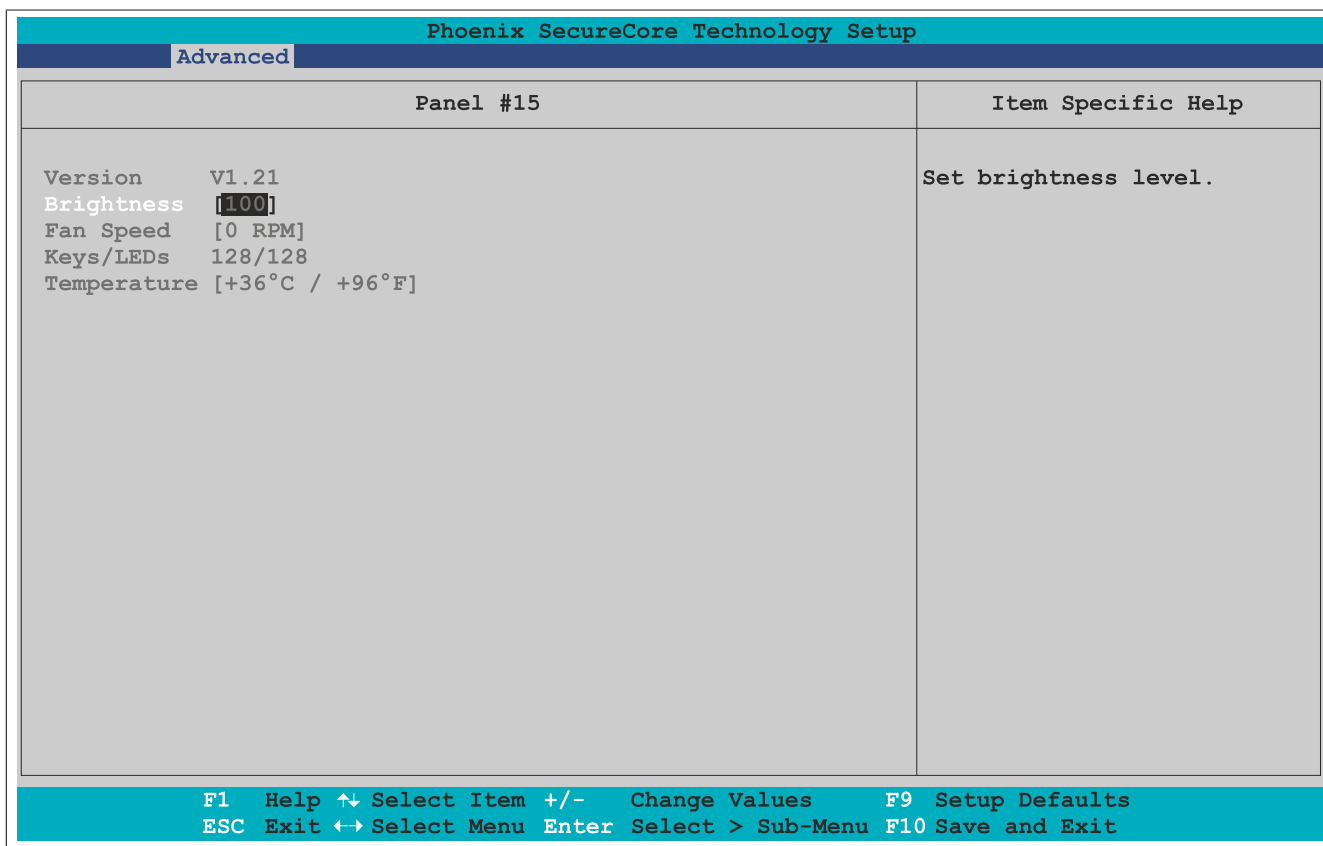 Phoenix SecureCore Technology Setup
Advanced
Panel #15
Item Specific Help
Version V1.21
Brightness [100]
Fan Speed [0 RPM]
Keys/LEDs 128/128
Temperature [+36°C / +96°F]
Set brightness level.
F1 Help ↑↓ Select Item +/- Change Values F9 Setup Defaults
ESC Exit ←→ Select Menu Enter Select > Sub-Menu F10 Save and Exit